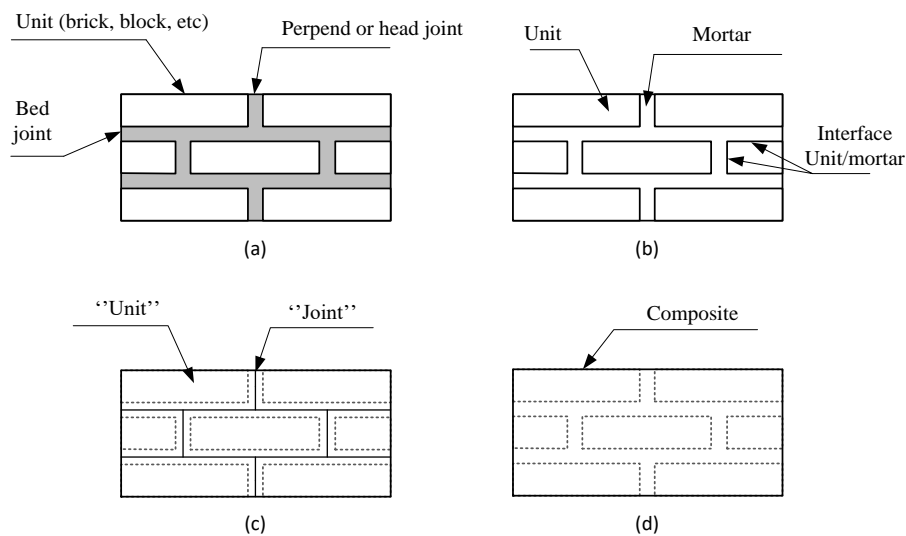 Unit (brick, block, etc)
Perpend or head joint
Bed
joint
(a)
Unit
Mortar
Interface
Unit/mortar
(b)
‘’Unit’’
‘’Joint’’
(c)
Composite
(d)